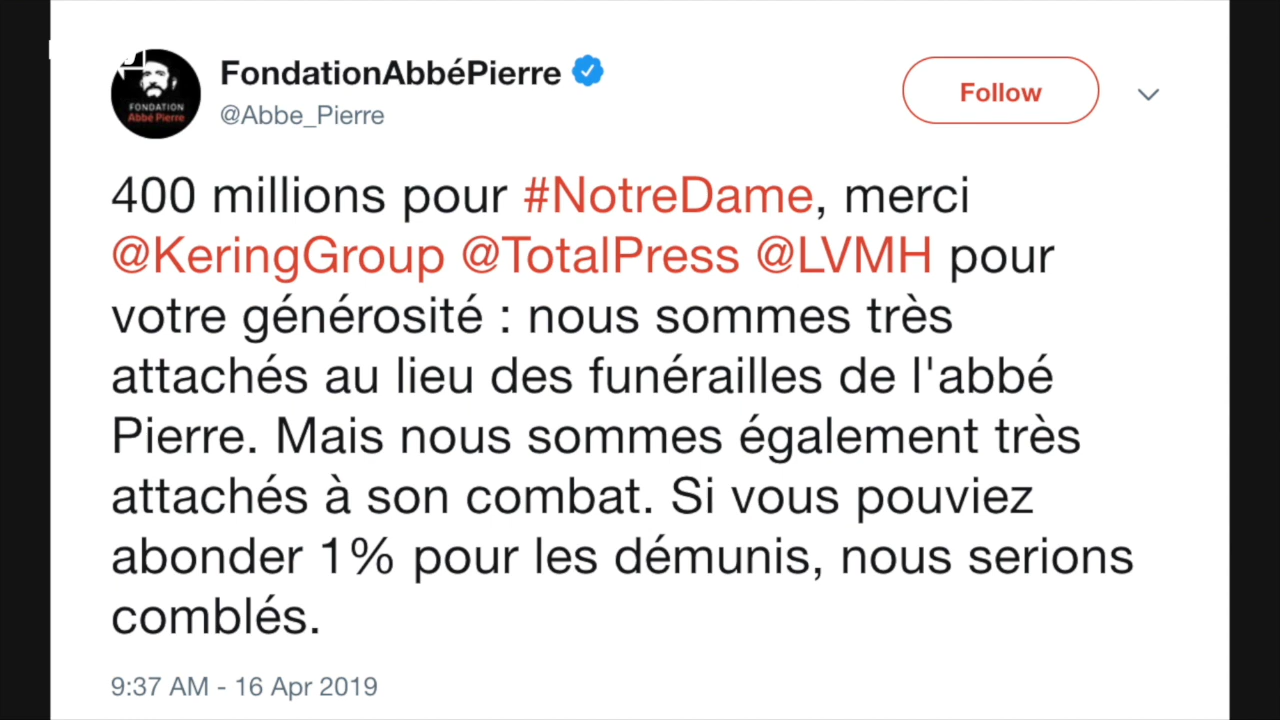 FondationAbbéPierre
@Abbe_Pierre
Follow
FONDATION
Abbé Pierre
400 millions pour #NotreDame, merci
@KeringGroup @TotalPress @LVMH pour
votre générosité : nous sommes très
attachés au lieu des funérailles de l'abbé
Pierre. Mais nous sommes également très
attachés à son combat. Si vous pouviez
abonder 1% pour les démunis, nous serions
comblés.
9:37 AM - 16 Apr 2019